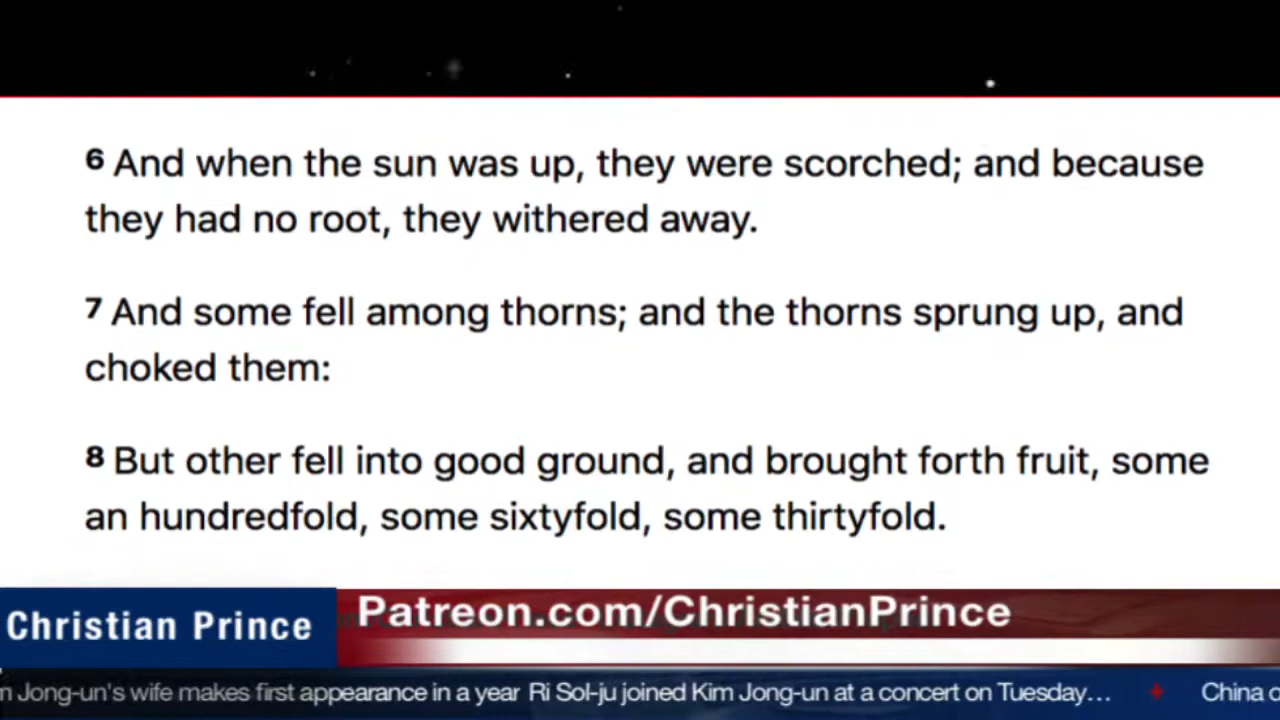 6 And when the sun was up, they were scorched; and because
they had no root, they withered away.
7 And some fell among thorns; and the thorns sprung up, and
choked them:
8 But other fell into good ground, and brought forth fruit, some
an hundredfold, some sixtyfold, some thirtyfold.
Christian Prince
Patreon.com/ChristianPrince
Jong-un's wife makes first appearance in a year Ri Sol-ju joined Kim Jong-un at a concert on Tuesday... China